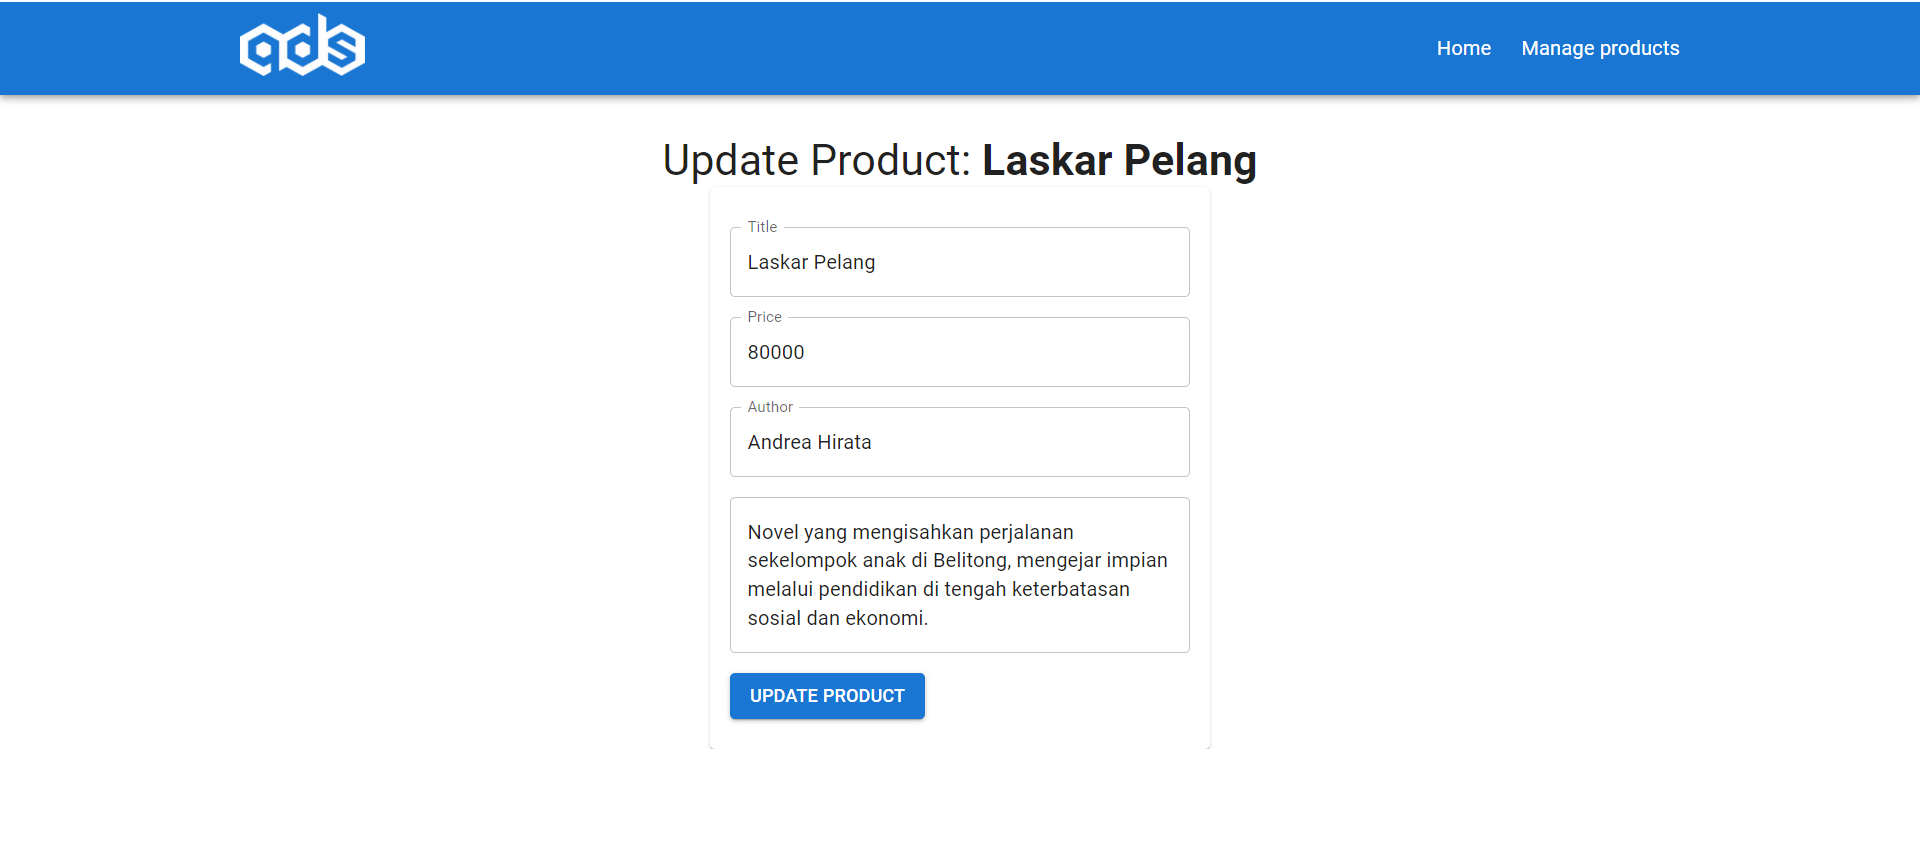 Home Manage products
Update Product: Laskar Pelang
Title
Laskar Pelang
Price
80000
Author
Andrea Hirata
Novel yang mengisahkan perjalanan
sekelompok anak di Belitong, mengejar impian
melalui pendidikan di tengah keterbatasan
sosial dan ekonomi.
UPDATE PRODUCT